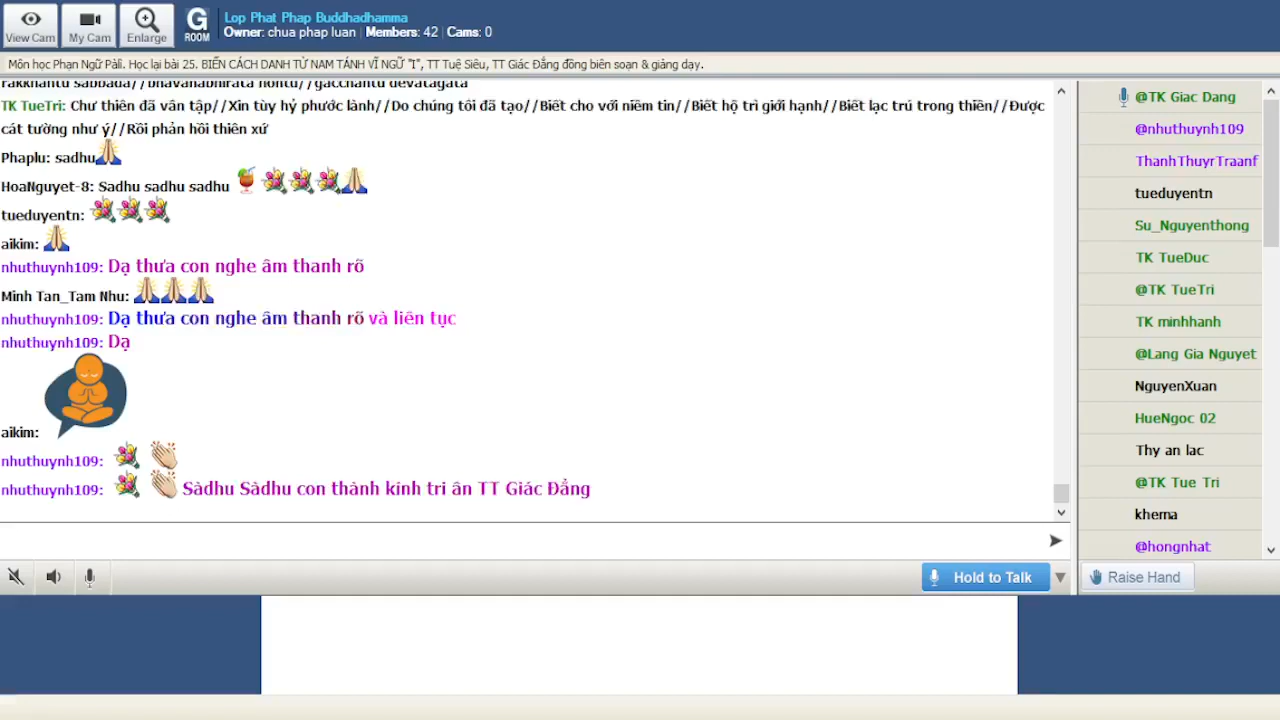 View Cam
My Cam
Enlarge
G
ROOM
Lop Phat Phap Buddhadhamma
Owner: chua phap luan | Members: 42 | Cams: 0
Môn học Phạn Ngữ Pàli. Học lại bài 25. BIẾN CÁCH DANH TỪ NAM TÁNH VĨ NGỮ "I", TT Tuệ Siêu, TT Giác Đẳng đồng biên soạn & giảng dạy.
rakkhantu sabbadà//bhàvanàbhiratà hontu//gacchantu devatàgatà
TK TueTri: Chư thiên đã vân tập//Xin tùy hỷ phước lành//Do chúng tôi đã tạo//Biết cho với niềm tin//Biết hộ trì giới hạnh//Biết lạc trú trong thiền//Được
cát tường như ý//Rồi phản hồi thiên xứ
Phaplu: sadhu
HoaNguyet-8: Sadhu sadhu sadhu
tueduyentn:
aikim:
nhuthuynh109: Dạ thưa con nghe âm thanh rõ
Minh Tan_Tam Nhu:
nhuthuynh109: Dạ thưa con nghe âm thanh rõ và liên tục
nhuthuynh109: Dạ
aikim:
nhuthuynh109:
nhuthuynh109: Sàdhu Sàdhu con thành kính tri ân TT Giác Đẳng
Hold to Talk
@TK Giac Dang
@nhuthuynh109
ThanhThuyrTraanf
tueduyentn
Su_Nguyenthong
TK TueDuc
@TK TueTri
TK minhhanh
@Lang Gia Nguyet
NguyenXuan
HueNgoc 02
Thy an lac
@TK Tue Tri
khema
@hongnhat
Raise Hand